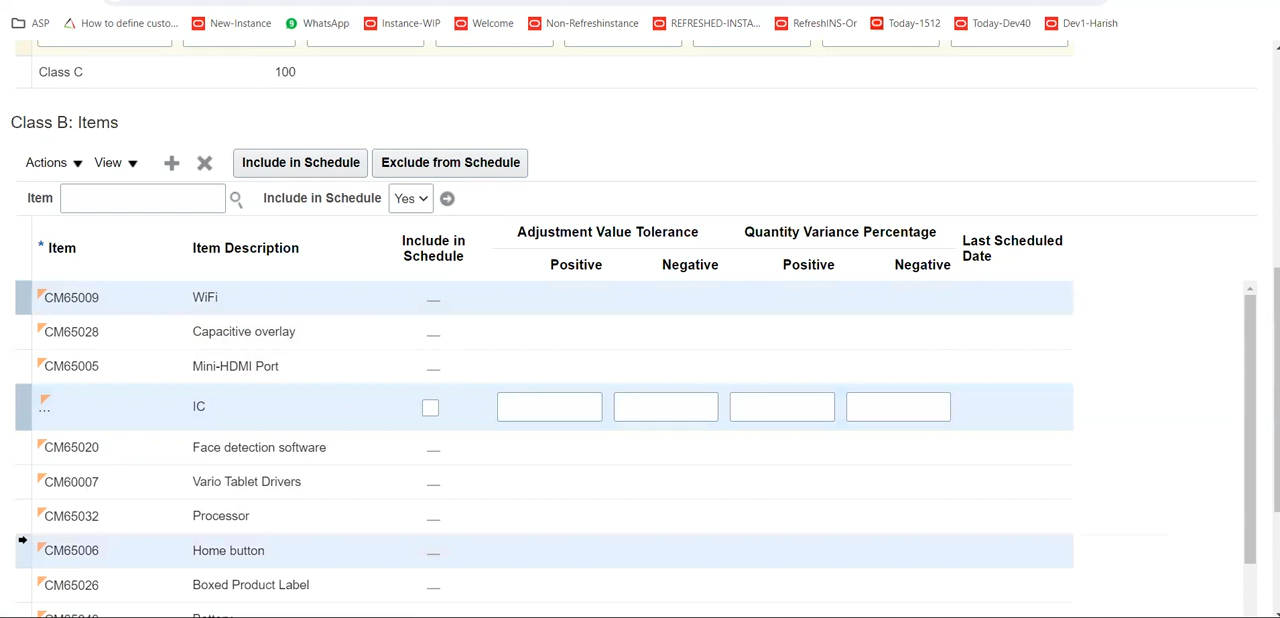 ASP How to define custo... New-Instance WhatsApp Instance-WIP Welcome Non-Refreshinstance REFRESHED-INSTA... RefreshINS-Or Today-1512 Today-Dev40 Dev1-Harish
Class C 100
Class B: Items
Actions View Include in Schedule Exclude from Schedule
Item Include in Schedule Yes
* Item Item Description Include in Schedule Adjustment Value Tolerance Quantity Variance Percentage Last Scheduled Date
Positive Negative Positive Negative
CM65009 WiFi
CM65028 Capacitive overlay
CM65005 Mini-HDMI Port
... IC
CM65020 Face detection software
CM60007 Vario Tablet Drivers
CM65032 Processor
CM65006 Home button
CM65026 Boxed Product Label